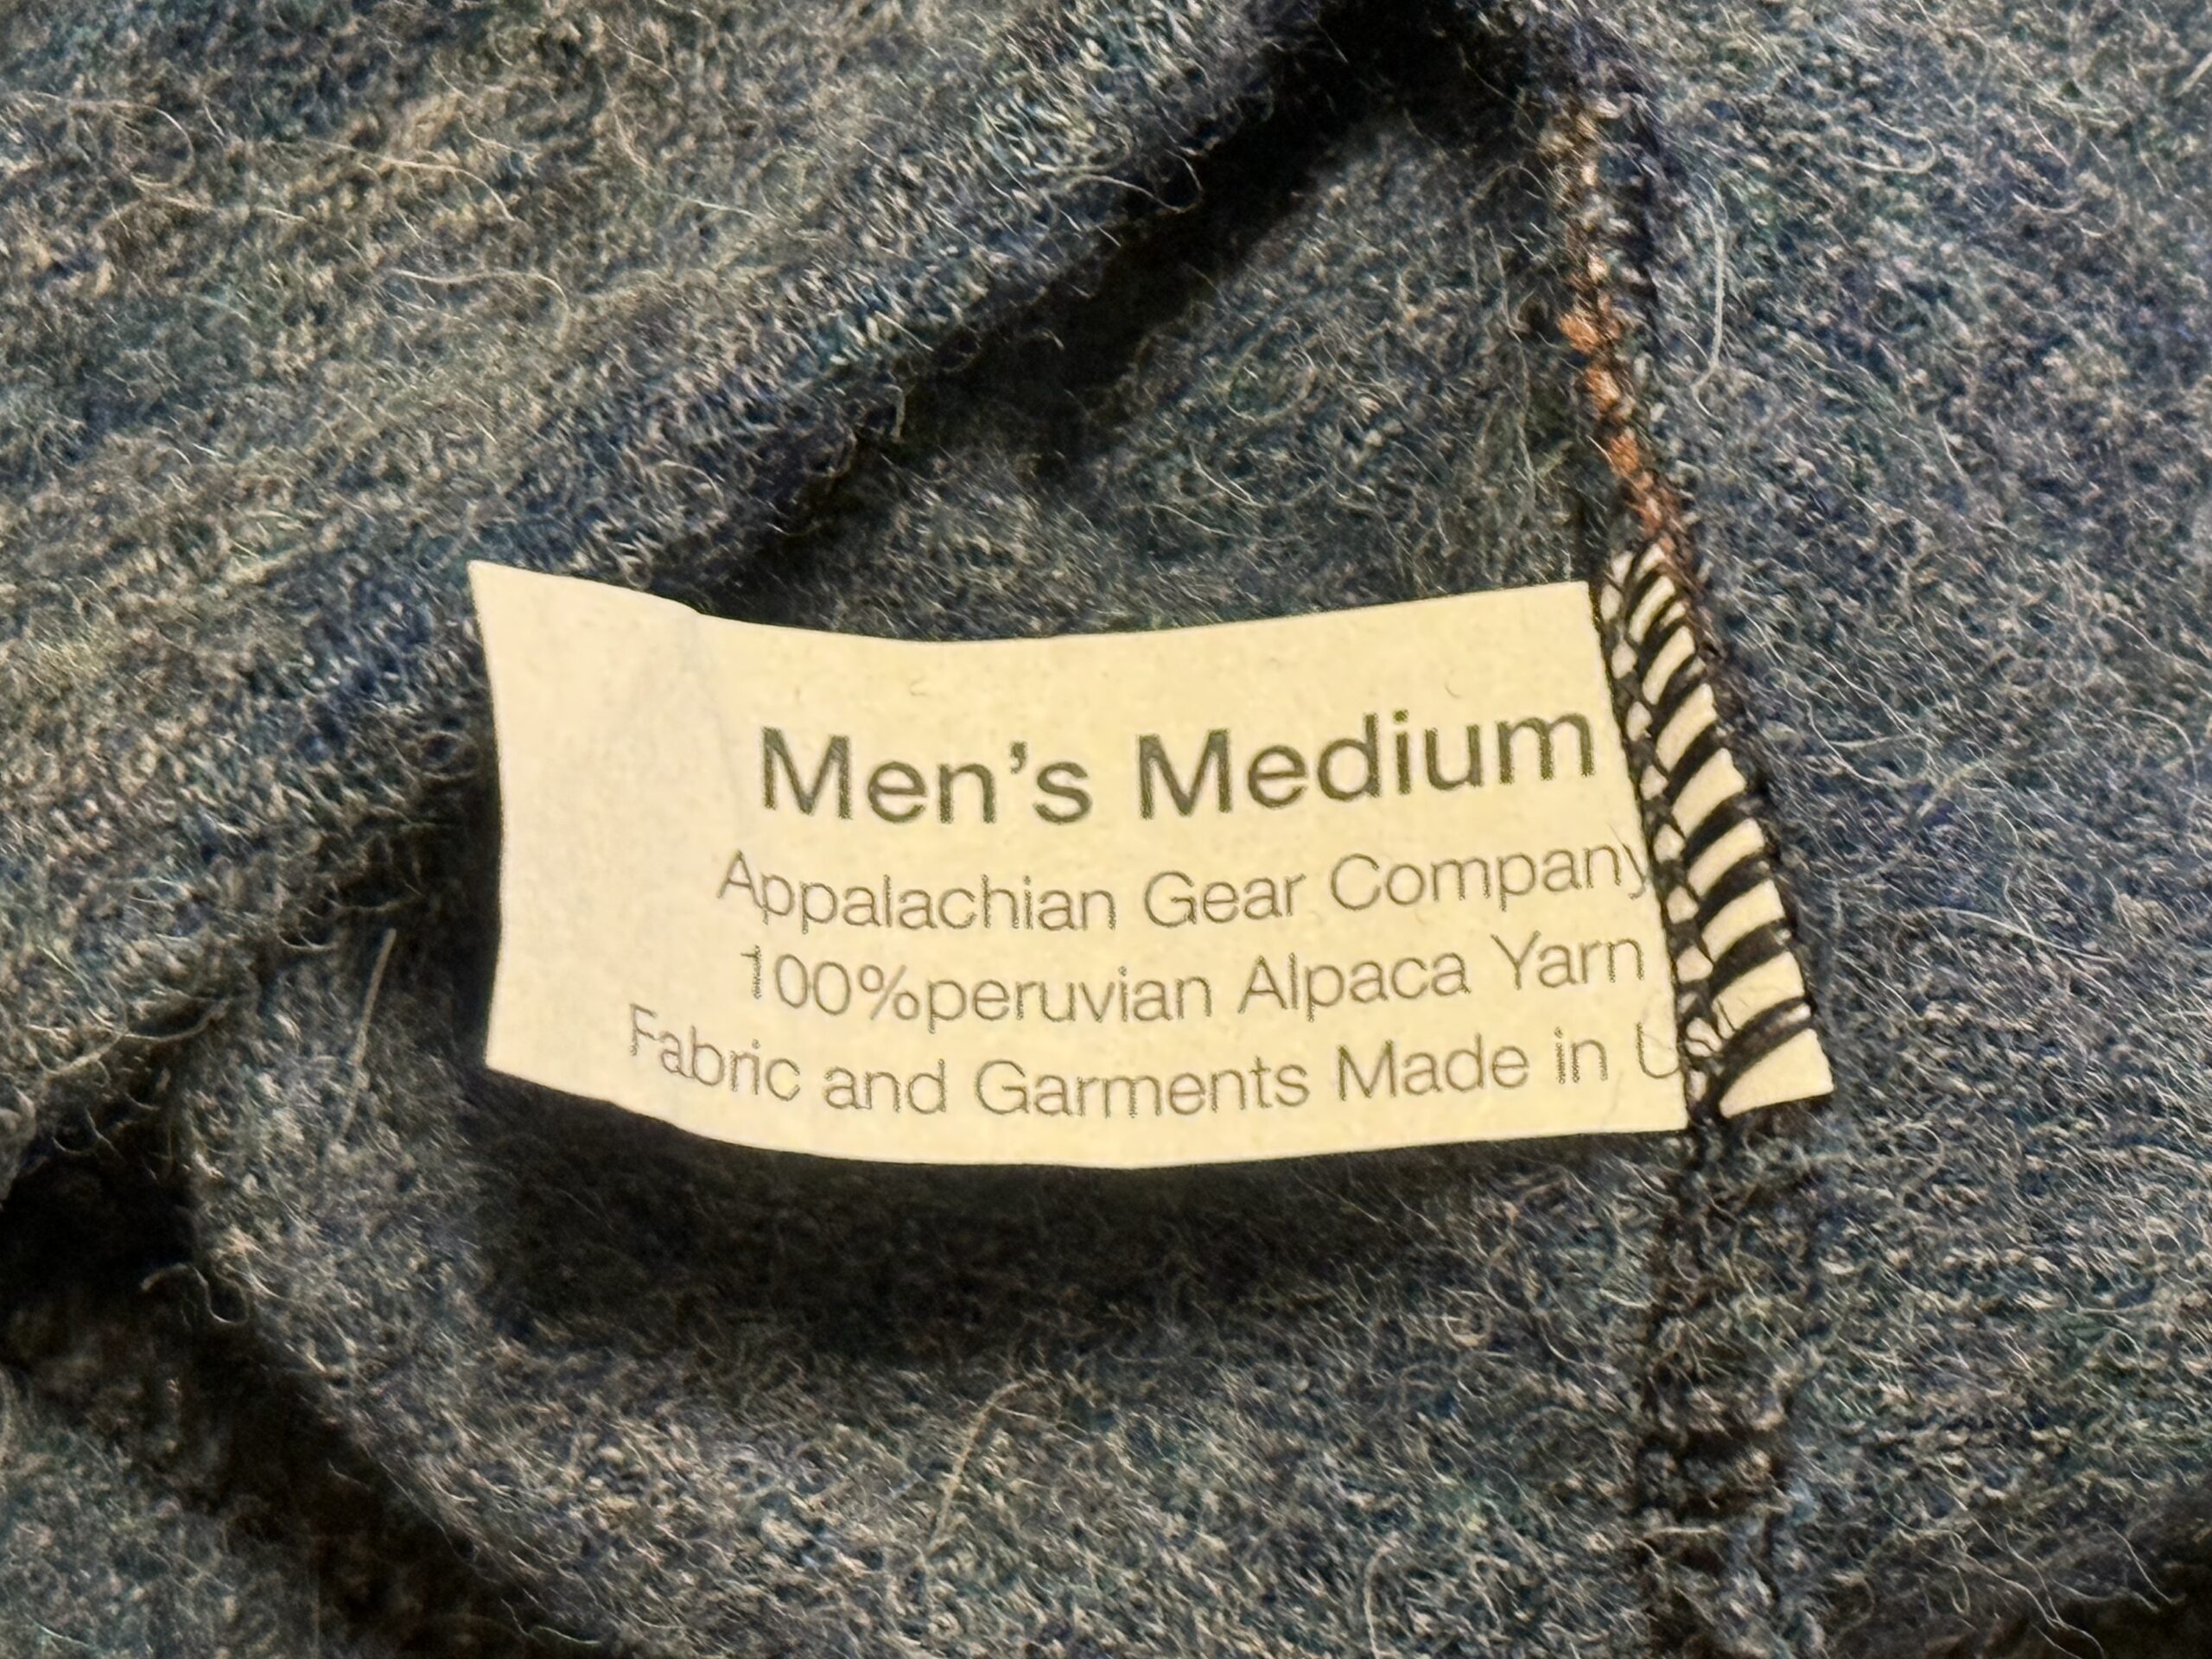 Men's Medium
Appalachian Gear Company
100%peruvian Alpaca Yarn
Fabric and Garments Made in